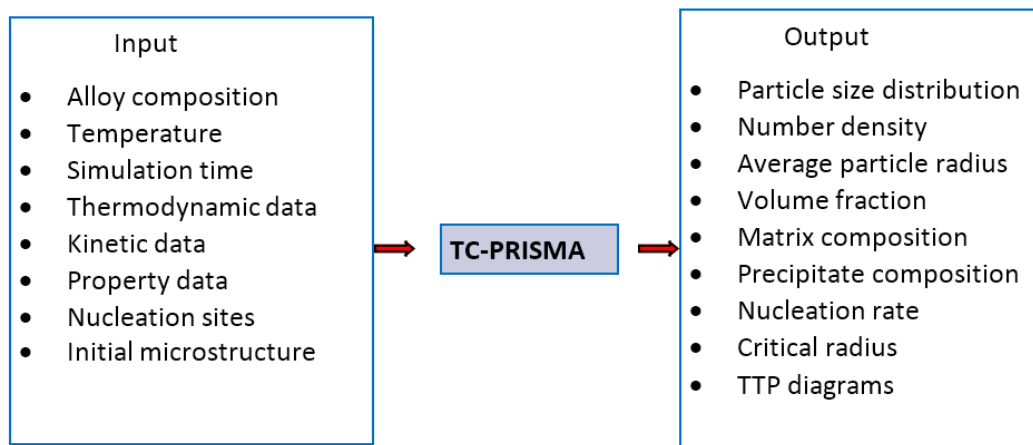 Input
• Alloy composition
• Temperature
• Simulation time
• Thermodynamic data
• Kinetic data
• Property data
• Nucleation sites
• Initial microstructure
TC-PRISMA
Output
• Particle size distribution
• Number density
• Average particle radius
• Volume fraction
• Matrix composition
• Precipitate composition
• Nucleation rate
• Critical radius
• TTP diagrams